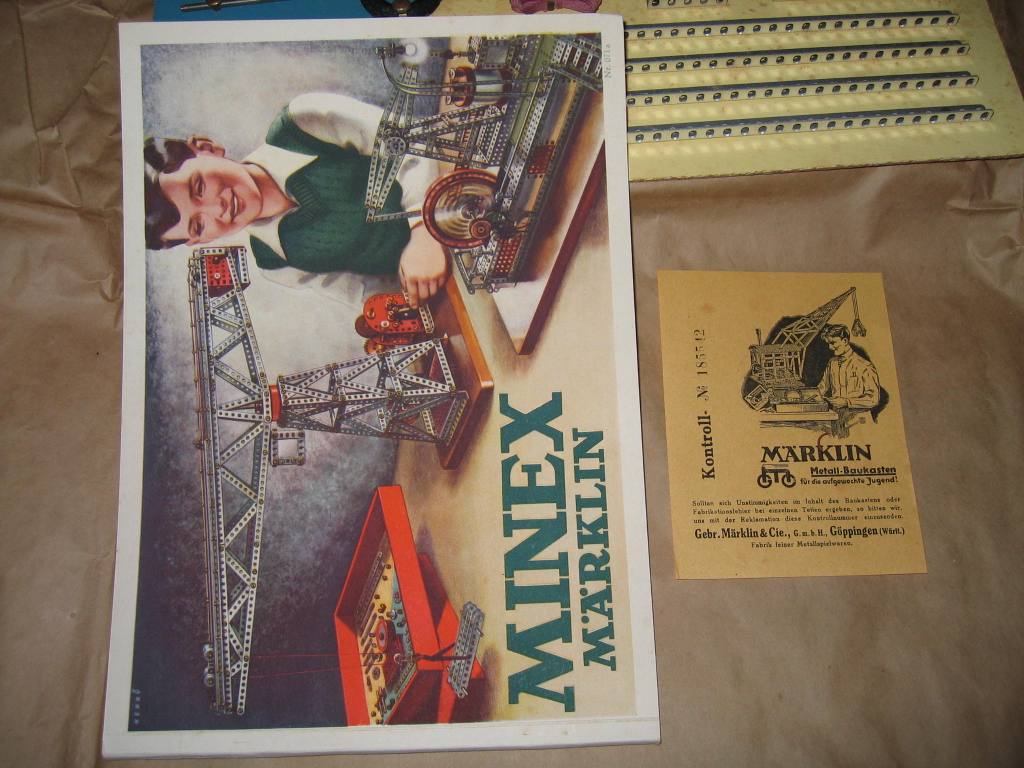 MINEX
MÄRKLIN
Nr. 071a
Kontroll- №
MÄRKLIN
Metall-Baukasten
für die aufgeweckte Jugend!
Sollten sich Unstimmigkeiten im Inhalt des Baukastens oder
Fabrikationsfehler bei einzelnen Teilen ergeben, so bitten wir,
uns mit der Reklamation diese Kontrollnummer einzusenden.
Gebr. Märklin & Cie., G. m. b. H., Göppingen (Württ.)
Fabrik feiner Metallspielwaren.